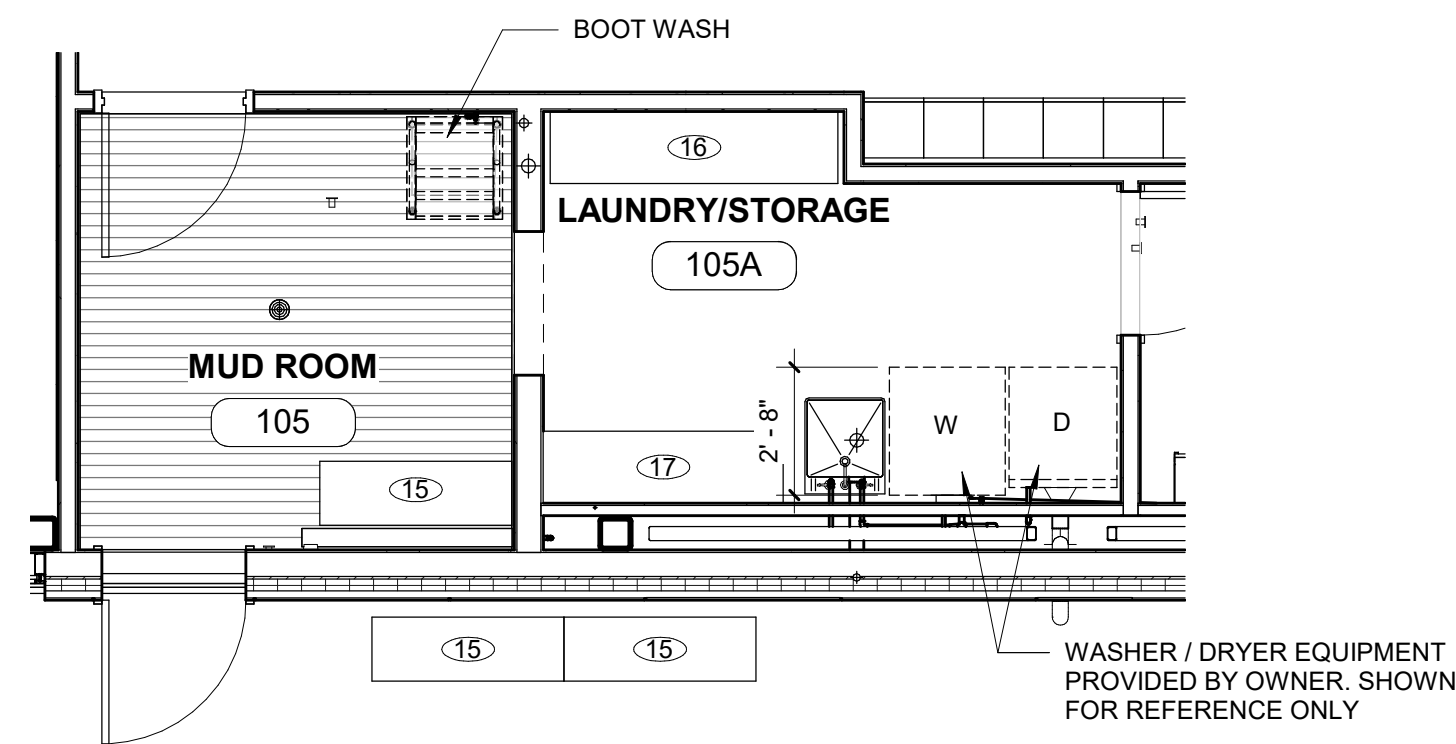 BOOT WASH
16
LAUNDRY/STORAGE
105A
MUD ROOM
105
2' - 8"
W
D
17
15
15
15
WASHER / DRYER EQUIPMENT
PROVIDED BY OWNER. SHOWN
FOR REFERENCE ONLY